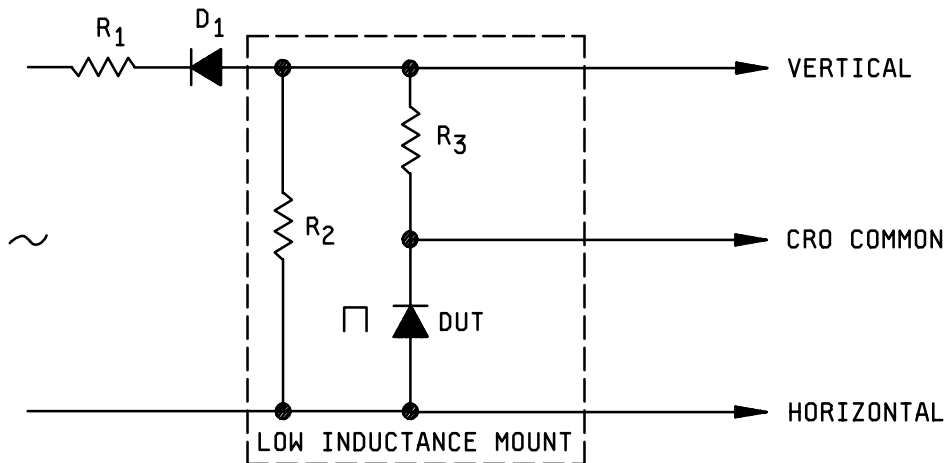 R1
D1
VERTICAL
R3
R2
CRO COMMON
DUT
HORIZONTAL
LOW INDUCTANCE MOUNT